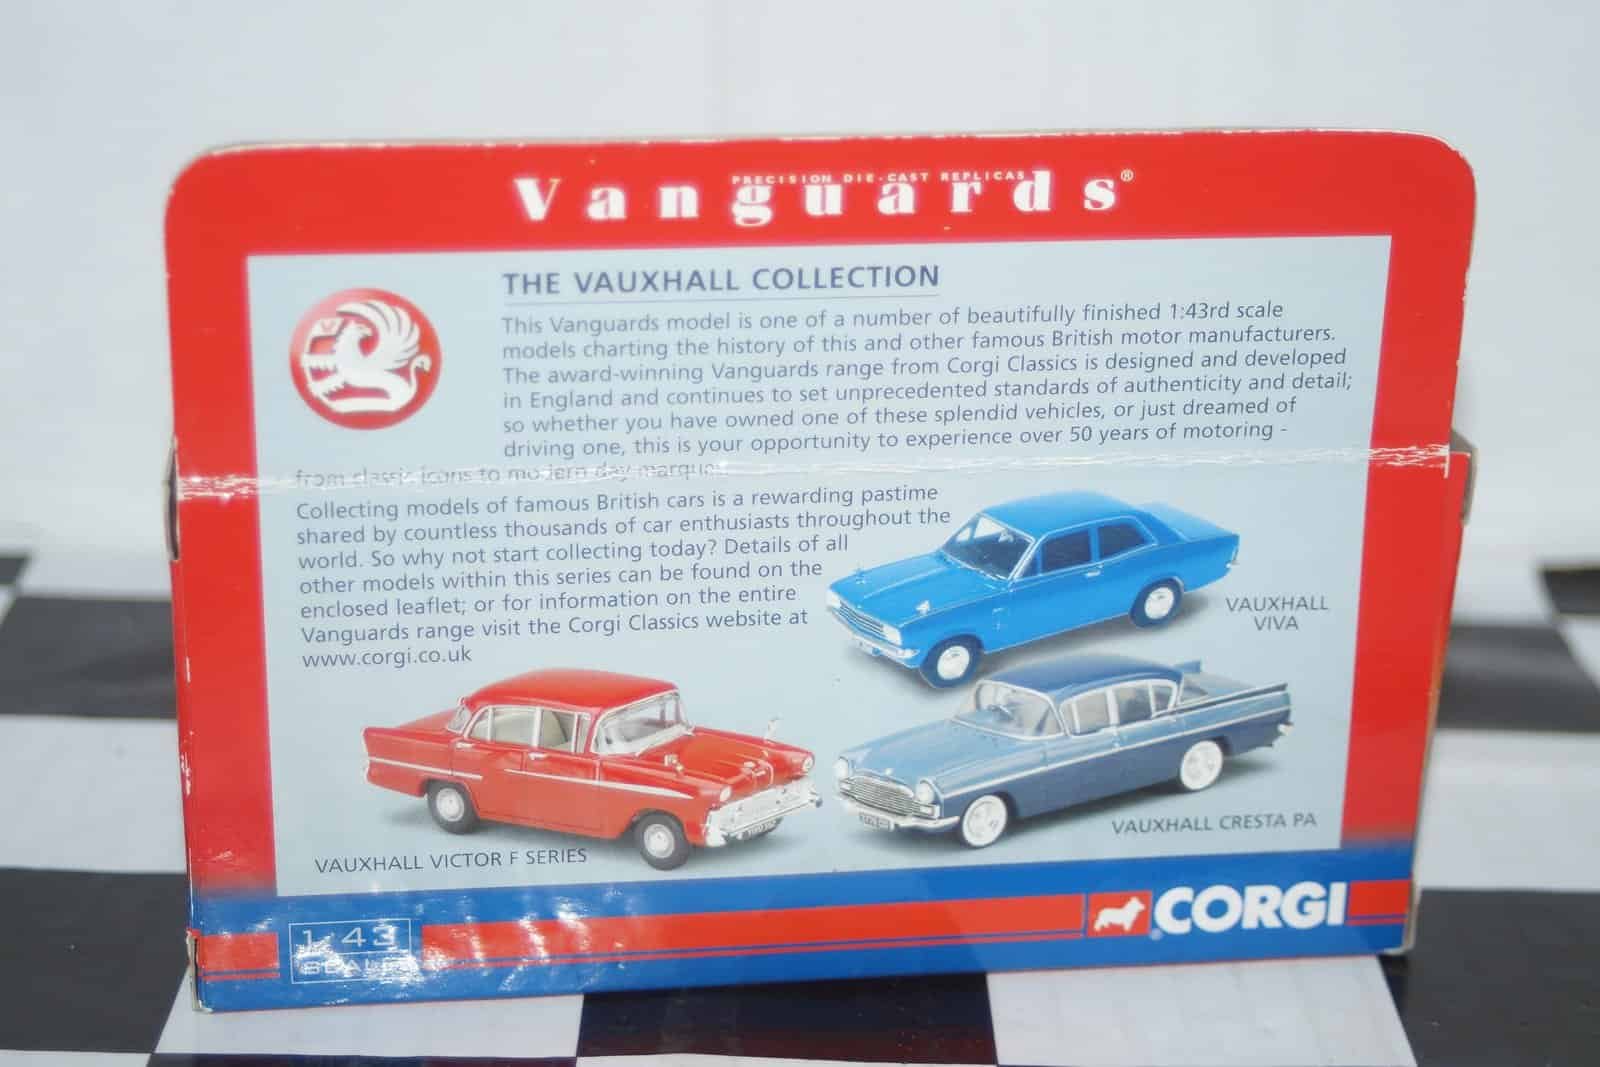 PRECISION DIE-CAST REPLICAS
Vanguards®
THE VAUXHALL COLLECTION
This Vanguards model is one of a number of beautifully finished 1:43rd scale
models charting the history of this and other famous British motor manufacturers.
The award-winning Vanguards range from Corgi Classics is designed and developed
in England and continues to set unprecedented standards of authenticity and detail;
so whether you have owned one of these splendid vehicles, or just dreamed of
driving one, this is your opportunity to experience over 50 years of motoring -
from classic icons to modern day marques.
Collecting models of famous British cars is a rewarding pastime
shared by countless thousands of car enthusiasts throughout the
world. So why not start collecting today? Details of all
other models within this series can be found on the
enclosed leaflet; or for information on the entire
Vanguards range visit the Corgi Classics website at
www.corgi.co.uk
VAUXHALL
VIVA
VAUXHALL CRESTA PA
VAUXHALL VICTOR F SERIES
1:43
SCALE
CORGI